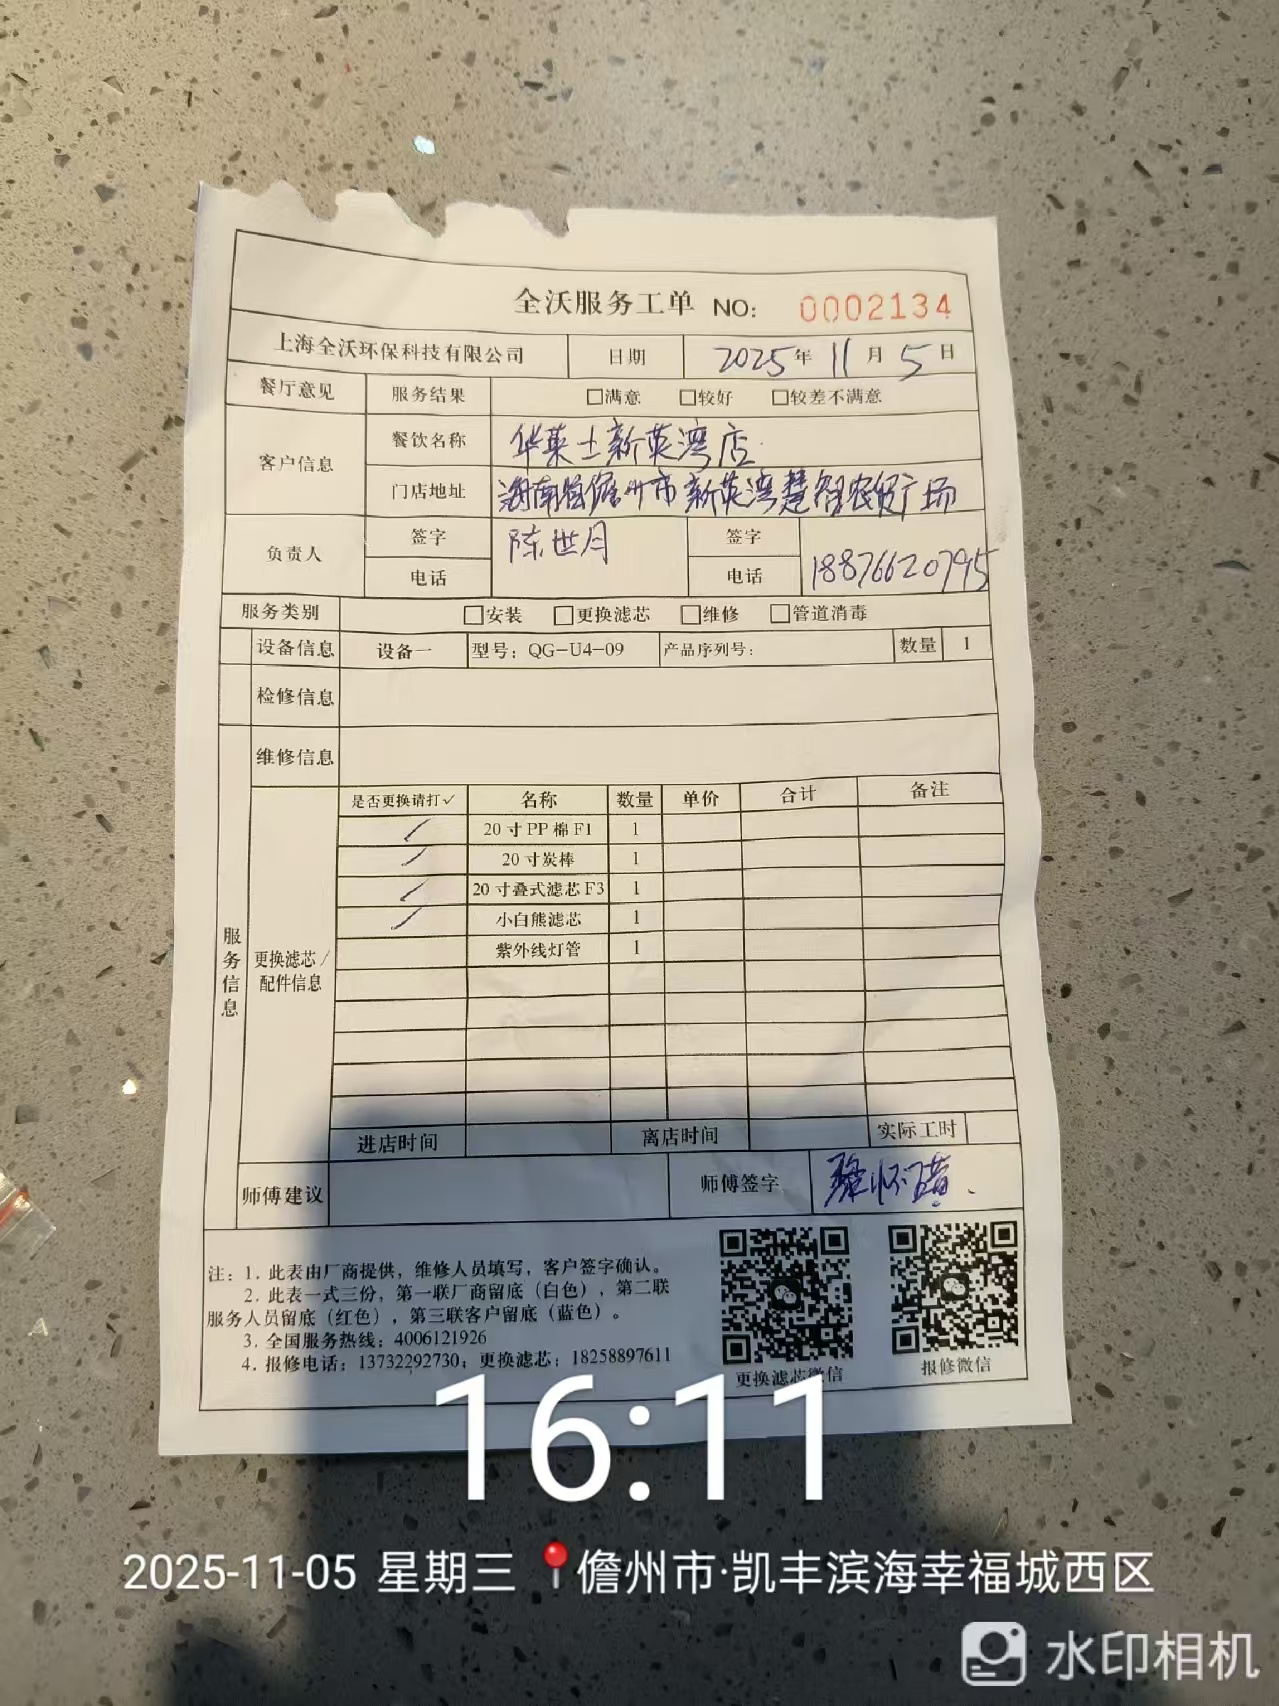 全沃服务工单 NO: 0002134
上海全沃环保科技有限公司 日期 2025年 11月 5日
餐厅意见 服务结果 □满意 □较好 □较差不满意
客户信息 餐饮名称 华莱士新英湾店
门店地址 海南省儋州市新英湾慧智农贸广场
负责人 签字 陈世月 签字
电话 电话 18876620795
服务类别 □安装 □更换滤芯 □维修 □管道消毒
设备信息 设备一 型号：QG-U4-09 产品序列号： 数量 1
检修信息
维修信息
服务信息
更换滤芯/配件信息
是否更换请打✓ 名称 数量 单价 合计 备注
✓ 20寸PP棉F1 1
✓ 20寸炭棒 1
✓ 20寸叠式滤芯F3 1
✓ 小白熊滤芯 1
紫外线灯管 1
进店时间 离店时间 实际工时
师傅建议 师傅签字
注：1. 此表由厂商提供，维修人员填写，客户签字确认。
2. 此表一式三份，第一联厂商留底（白色），第二联
服务人员留底（红色），第三联客户留底（蓝色）。
3. 全国服务热线：4006121926
4. 报修电话：13732292730；更换滤芯：18258897611
更换滤芯微信 报修微信
16:11
2025-11-05 星期三 儋州市·凯丰滨海幸福城西区
水印相机